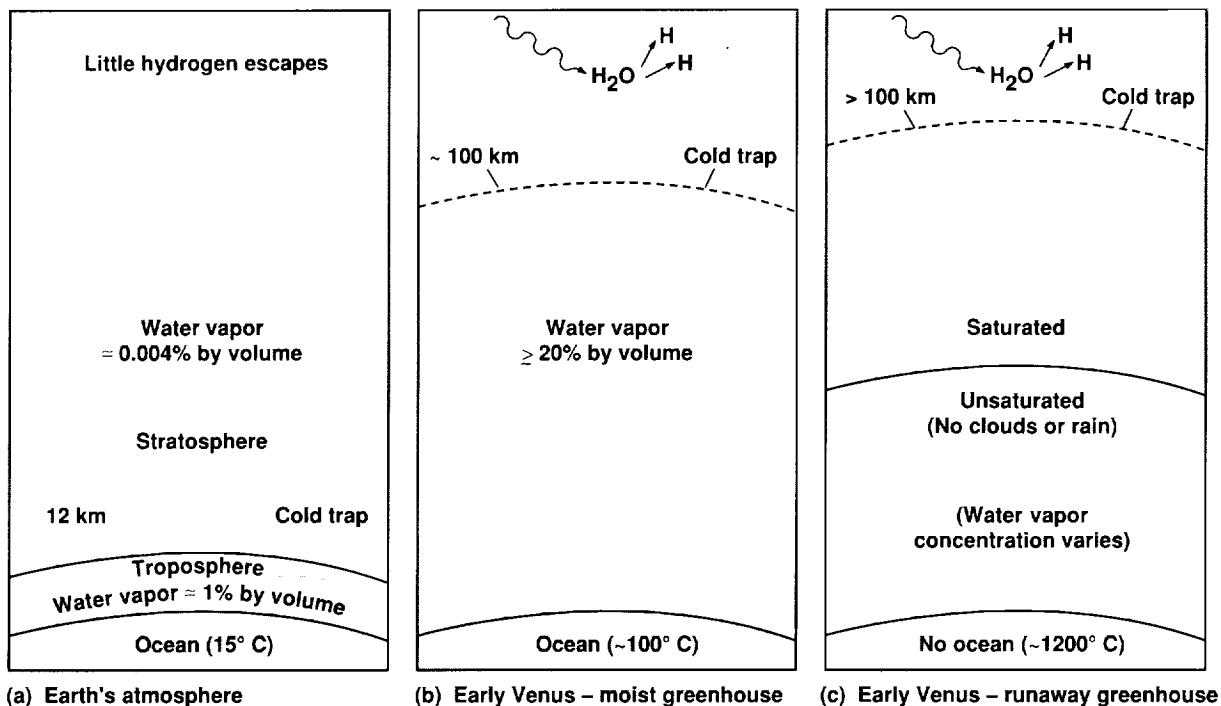 Little hydrogen escapes
Water vapor
≈ 0.004% by volume
Stratosphere
12 km
Cold trap
Troposphere
Water vapor ≈ 1% by volume
Ocean (15° C)
(a) Earth's atmosphere
H
H
H2O
~ 100 km
Cold trap
Water vapor
≥ 20% by volume
Ocean (~100° C)
(b) Early Venus – moist greenhouse
H
H
H2O
> 100 km
Cold trap
Saturated
Unsaturated
(No clouds or rain)
(Water vapor
concentration varies)
No ocean (~1200° C)
(c) Early Venus – runaway greenhouse